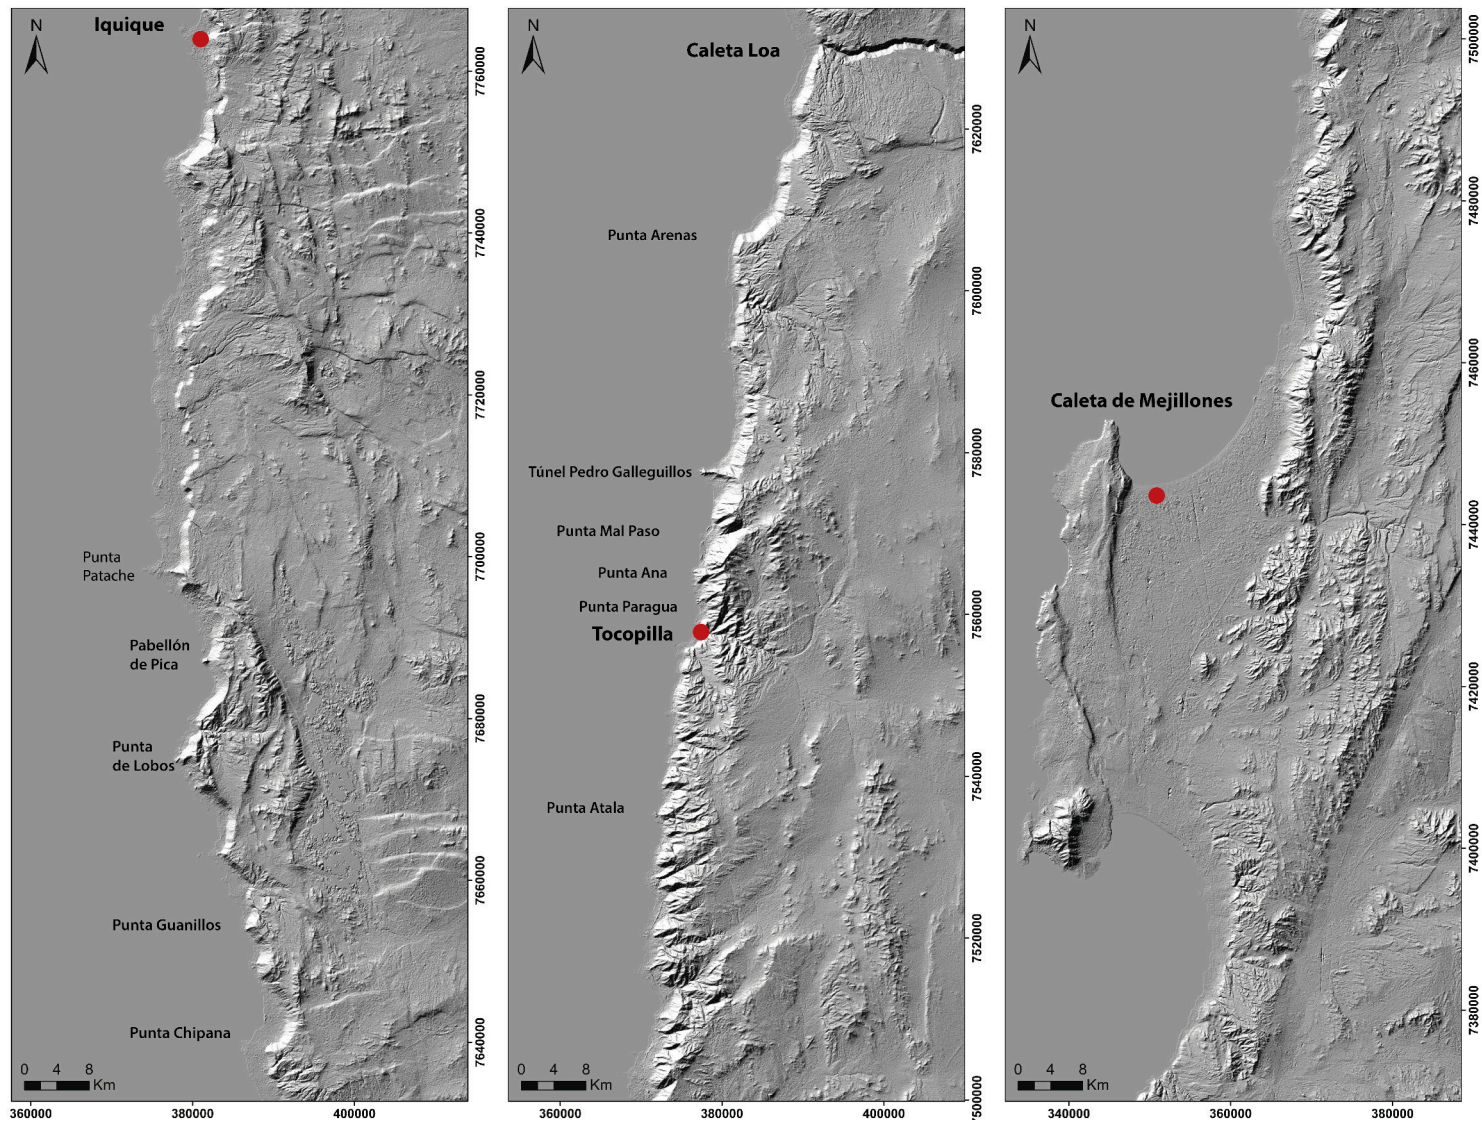 N
Iquique
Punta
Patache
Pabellón
de Pica
Punta
de Lobos
Punta Guanillos
Punta Chipana
0 4 8
Km
7760000
7740000
7720000
7700000
7680000
7660000
7640000
360000 380000 400000
N
Caleta Loa
Punta Arenas
Túnel Pedro Galleguillos
Punta Mal Paso
Punta Ana
Punta Paragua
Tocopilla
Punta Atala
0 4 8
Km
7620000
7600000
7580000
7560000
7540000
7520000
7500000
360000 380000 400000
N
Caleta de Mejillones
0 4 8
Km
7500000
7480000
7460000
7440000
7420000
7400000
7380000
340000 360000 380000